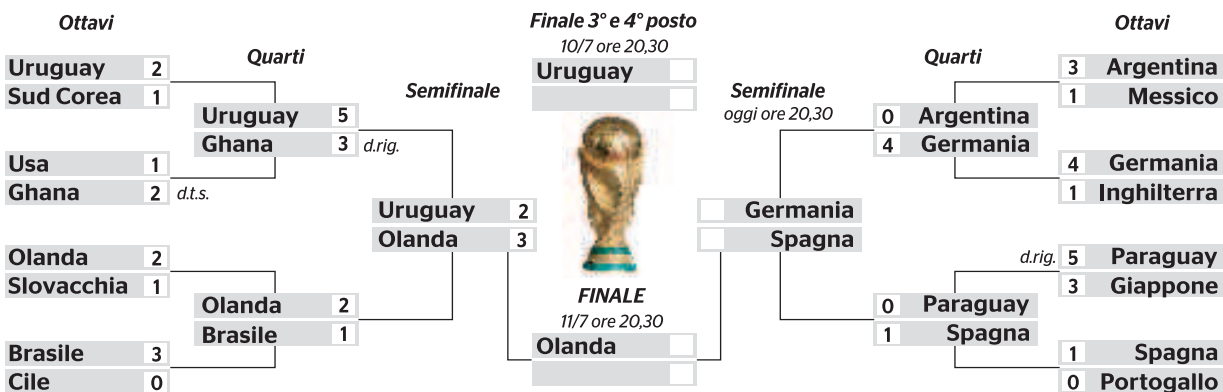 Ottavi
Uruguay 2
Sud Corea 1
Usa 1
Ghana 2 d.t.s.
Olanda 2
Slovacchia 1
Brasile 3
Cile 0
Quarti
Uruguay 5
Ghana 3 d.rig.
Olanda 2
Brasile 1
Semifinale
Uruguay 2
Olanda 3
Finale 3° e 4° posto
10/7 ore 20,30
Uruguay
FINALE
11/7 ore 20,30
Olanda
Semifinale
oggi ore 20,30
Germania
Spagna
Quarti
0 Argentina
4 Germania
0 Paraguay
1 Spagna
Ottavi
3 Argentina
1 Messico
4 Germania
1 Inghilterra
d.rig. 5 Paraguay
3 Giappone
1 Spagna
0 Portogallo